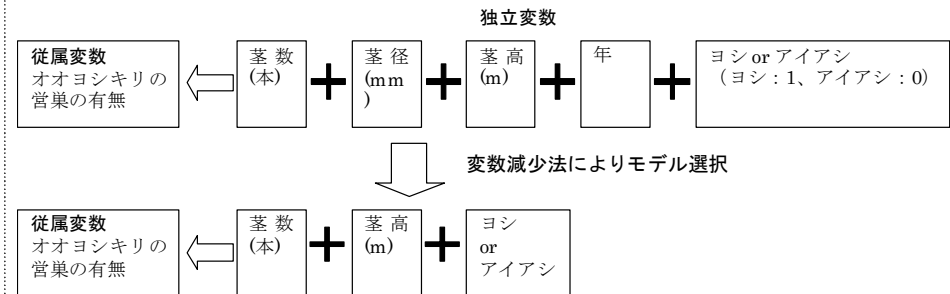 独立変数
従属変数
オオヨシキリの
営巣の有無
茎数
(本)
茎径
(mm
)
茎高
(m)
年
ヨシ or アイアシ
（ヨシ：1、アイアシ：0）
変数減少法によりモデル選択
従属変数
オオヨシキリの
営巣の有無
茎数
(本)
茎高
(m)
ヨシ
or
アイアシ